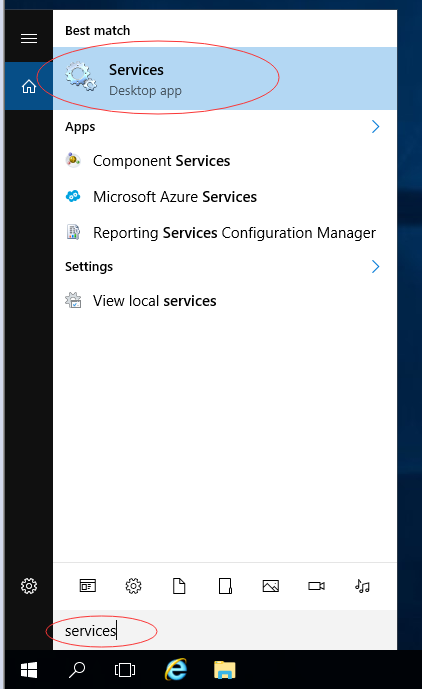 Best match
Services
Desktop app
Apps
Component Services
Microsoft Azure Services
Reporting Services Configuration Manager
Settings
View local services
services